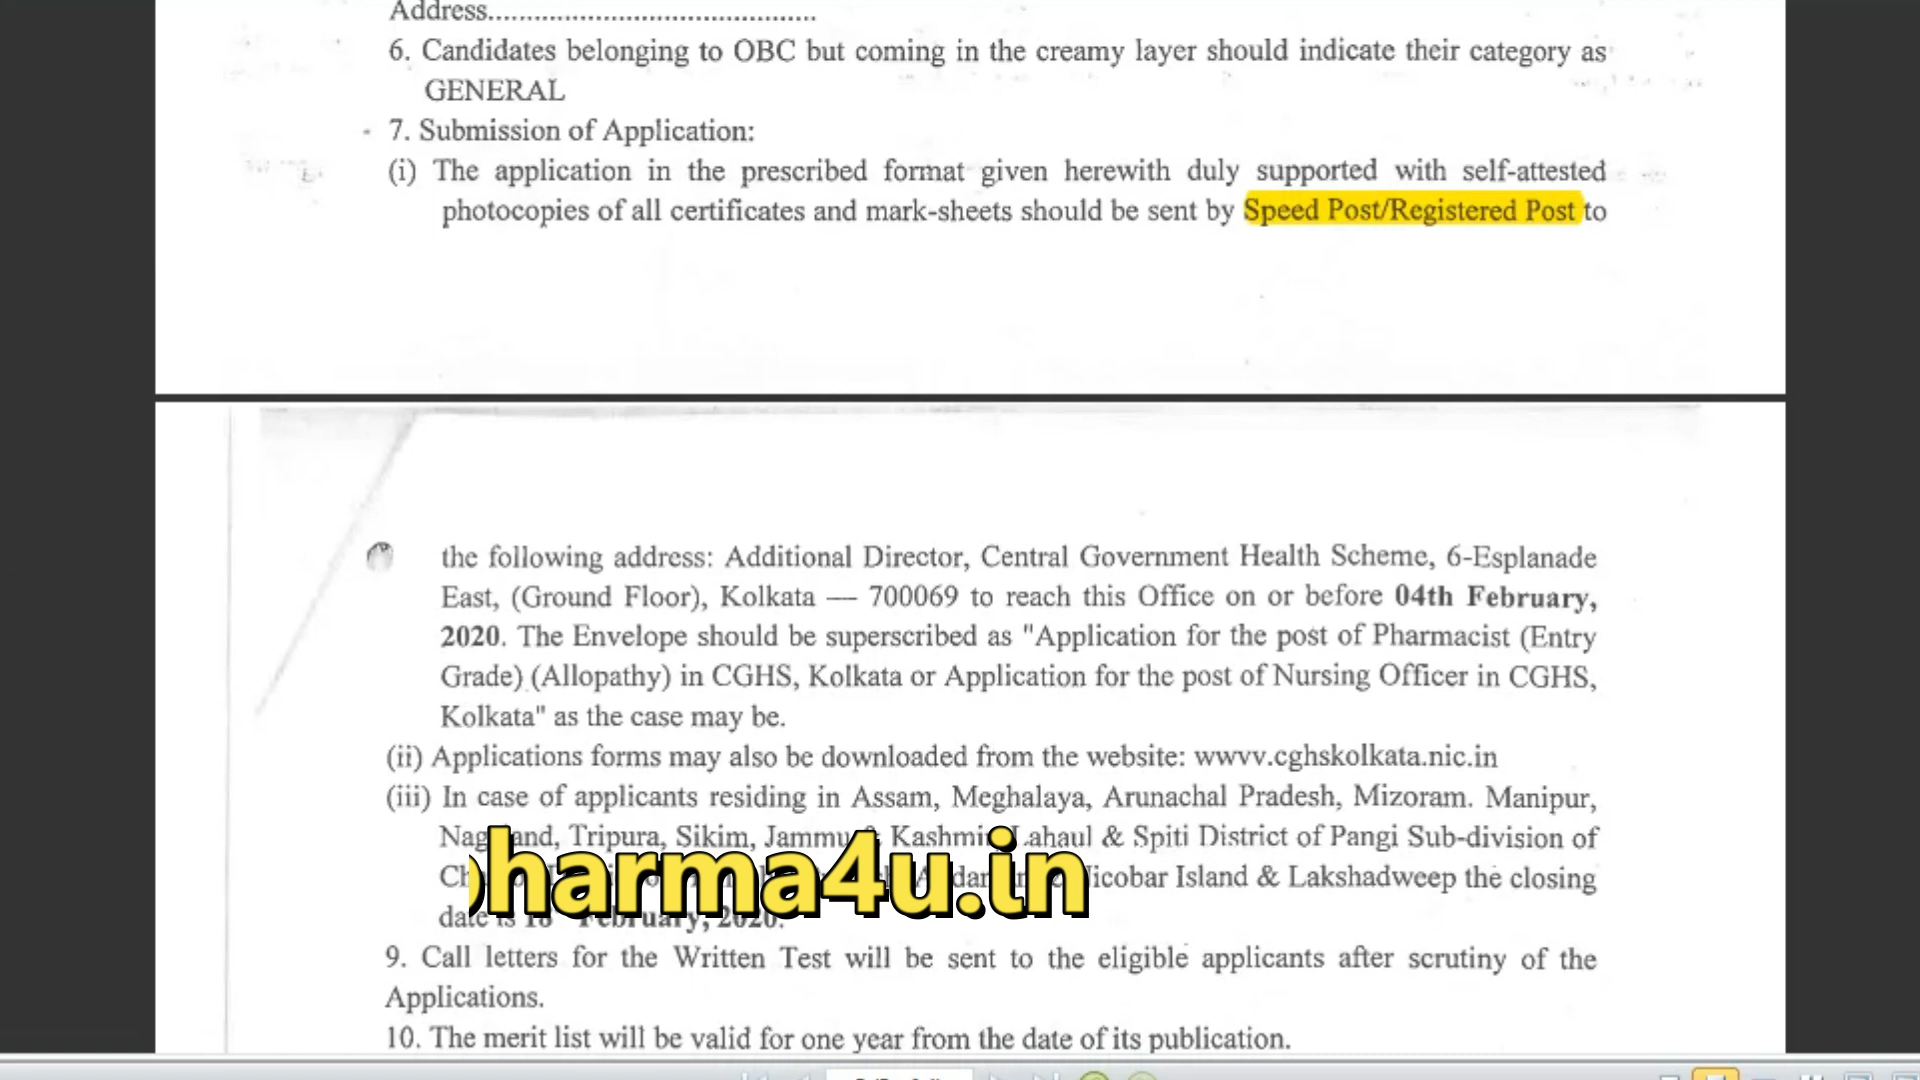 Address..........................................
6. Candidates belonging to OBC but coming in the creamy layer should indicate their category as
GENERAL
7. Submission of Application:
(i) The application in the prescribed format given herewith duly supported with self-attested
photocopies of all certificates and mark-sheets should be sent by Speed Post/Registered Post to
the following address: Additional Director, Central Government Health Scheme, 6-Esplanade
East, (Ground Floor), Kolkata — 700069 to reach this Office on or before 04th February,
2020. The Envelope should be superscribed as "Application for the post of Pharmacist (Entry
Grade) (Allopathy) in CGHS, Kolkata or Application for the post of Nursing Officer in CGHS,
Kolkata" as the case may be.
(ii) Applications forms may also be downloaded from the website: wwvv.cghskolkata.nic.in
(iii) In case of applicants residing in Assam, Meghalaya, Arunachal Pradesh, Mizoram. Manipur,
Tripura, Sikim, Jammu & Kashmir, Lahaul & Spiti District of Pangi Sub-division of
Nicobar Island & Lakshadweep the closing
pharma4u.in
date is February, 2020.
9. Call letters for the Written Test will be sent to the eligible applicants after scrutiny of the
Applications.
10. The merit list will be valid for one year from the date of its publication.